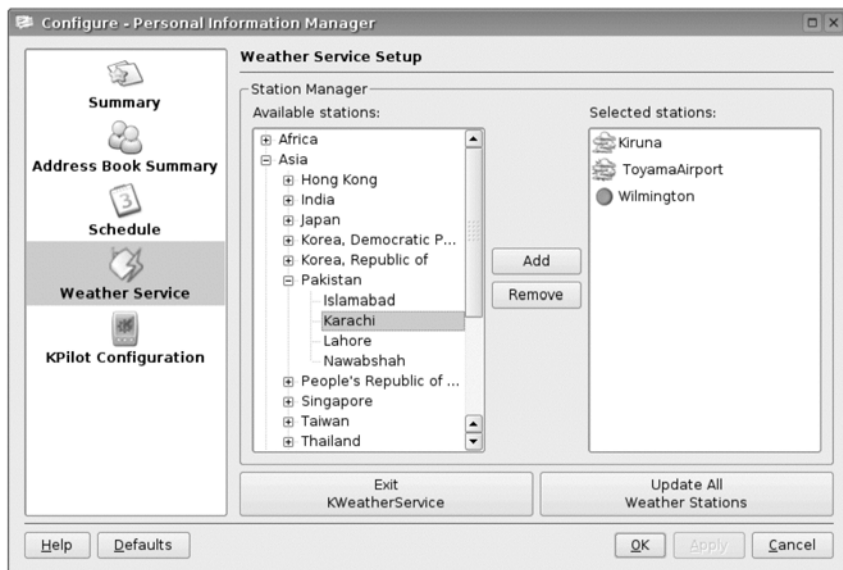 Configure - Personal Information Manager
Summary
Address Book Summary
3
Schedule
Weather Service
KPilot Configuration
Weather Service Setup
Station Manager
Available stations:
Africa
Asia
Hong Kong
India
Japan
Korea, Democratic P...
Korea, Republic of
Pakistan
Islamabad
Karachi
Lahore
Nawabshah
People's Republic of ...
Singapore
Taiwan
Thailand
Add
Remove
Selected stations:
Kiruna
ToyamaAirport
Wilmington
Exit
KWeatherService
Update All
Weather Stations
Help
Defaults
OK
Apply
Cancel